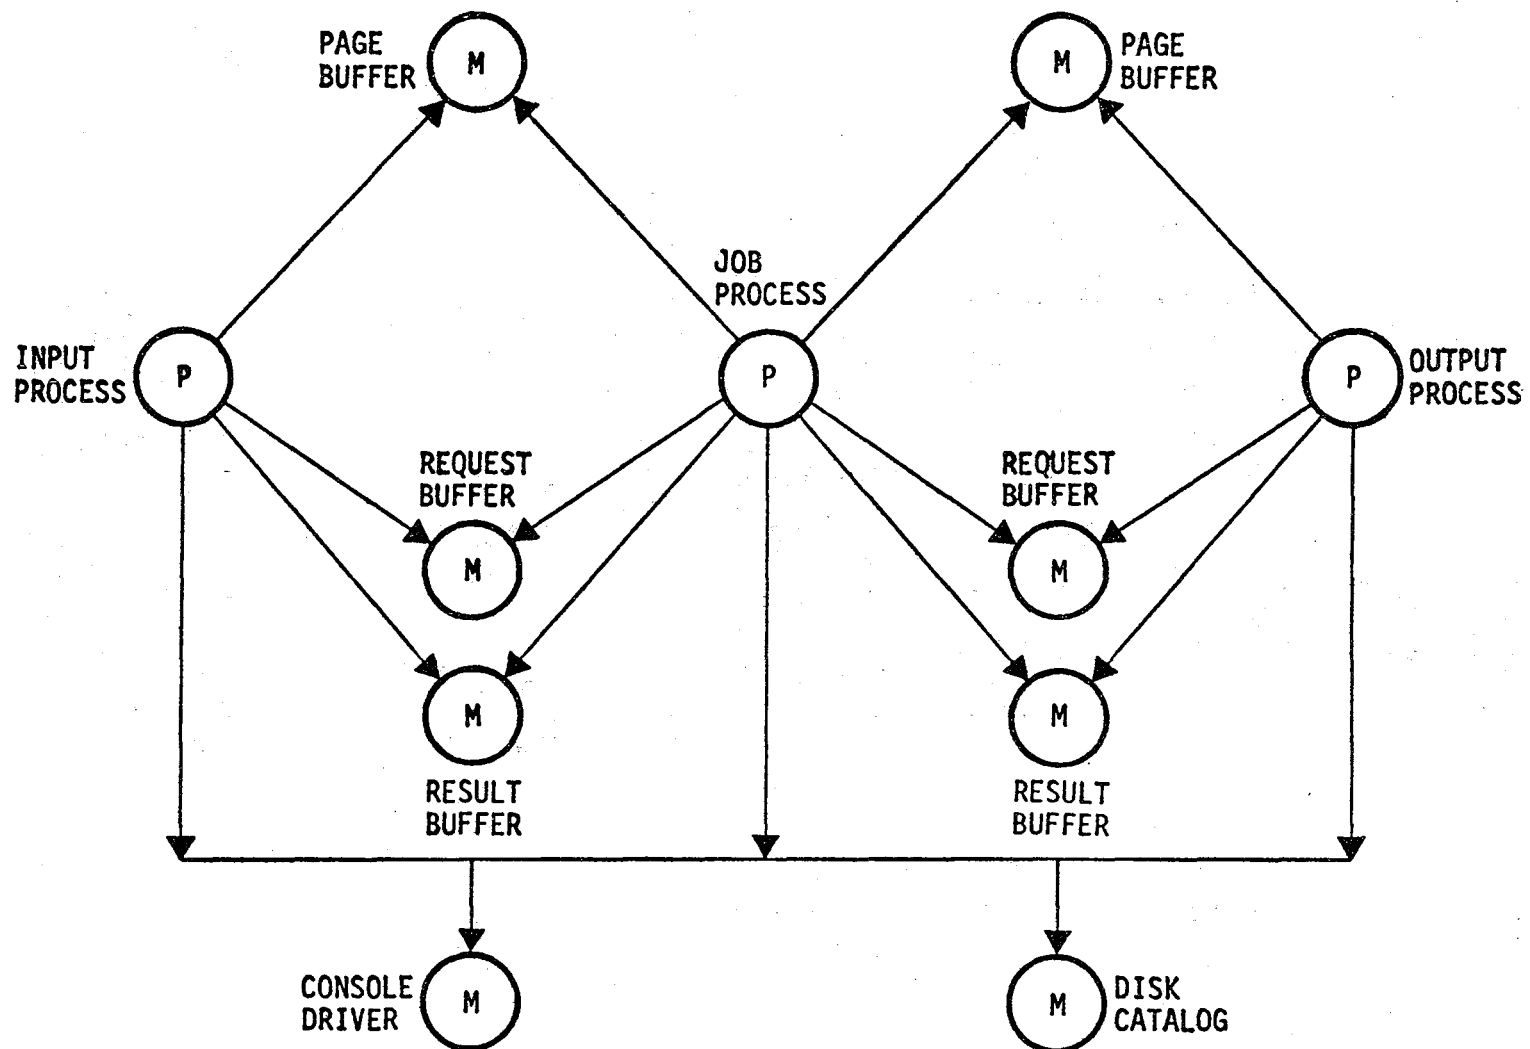 PAGE
BUFFER
M
M
PAGE
BUFFER
JOB
PROCESS
INPUT
PROCESS
P
P
P
OUTPUT
PROCESS
REQUEST
BUFFER
M
REQUEST
BUFFER
M
M
RESULT
BUFFER
M
RESULT
BUFFER
CONSOLE
DRIVER
M
M
DISK
CATALOG